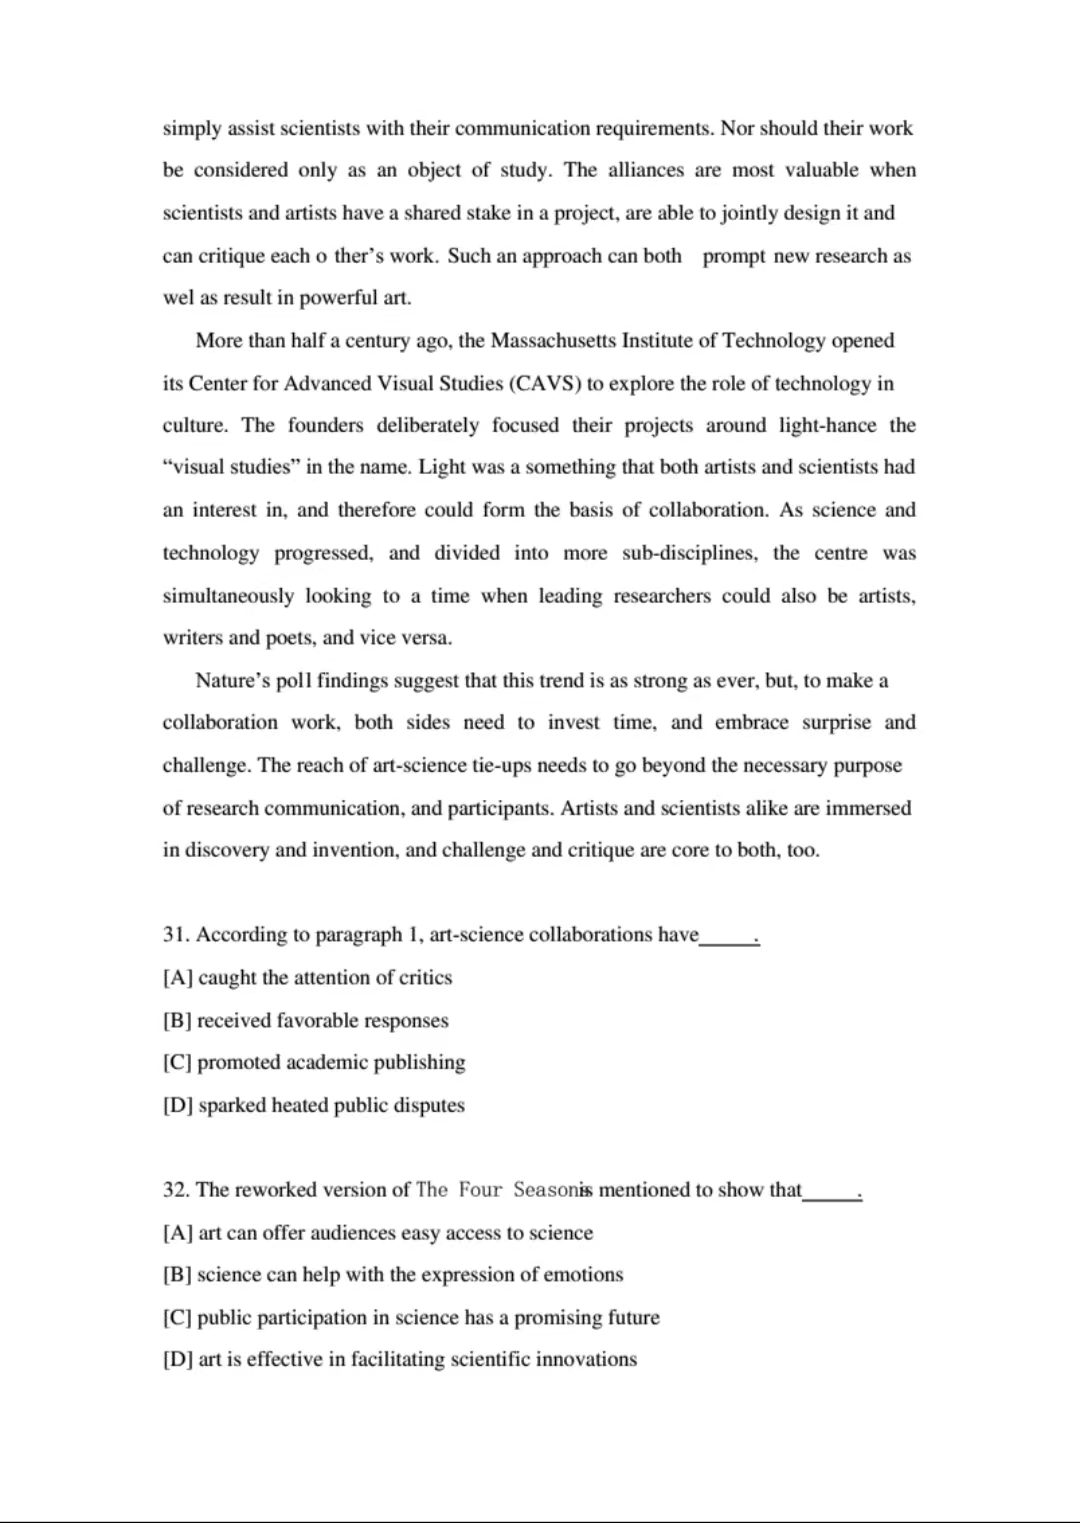 simply assist scientists with their communication requirements. Nor should their work
be considered only as an object of study. The alliances are most valuable when
scientists and artists have a shared stake in a project, are able to jointly design it and
can critique each o ther’s work. Such an approach can both prompt new research as
wel as result in powerful art.
More than half a century ago, the Massachusetts Institute of Technology opened
its Center for Advanced Visual Studies (CAVS) to explore the role of technology in
culture. The founders deliberately focused their projects around light-hance the
“visual studies” in the name. Light was a something that both artists and scientists had
an interest in, and therefore could form the basis of collaboration. As science and
technology progressed, and divided into more sub-disciplines, the centre was
simultaneously looking to a time when leading researchers could also be artists,
writers and poets, and vice versa.
Nature’s poll findings suggest that this trend is as strong as ever, but, to make a
collaboration work, both sides need to invest time, and embrace surprise and
challenge. The reach of art-science tie-ups needs to go beyond the necessary purpose
of research communication, and participants. Artists and scientists alike are immersed
in discovery and invention, and challenge and critique are core to both, too.
31. According to paragraph 1, art-science collaborations have_____.
[A] caught the attention of critics
[B] received favorable responses
[C] promoted academic publishing
[D] sparked heated public disputes
32. The reworked version of The Four Seasonis mentioned to show that_____.
[A] art can offer audiences easy access to science
[B] science can help with the expression of emotions
[C] public participation in science has a promising future
[D] art is effective in facilitating scientific innovations